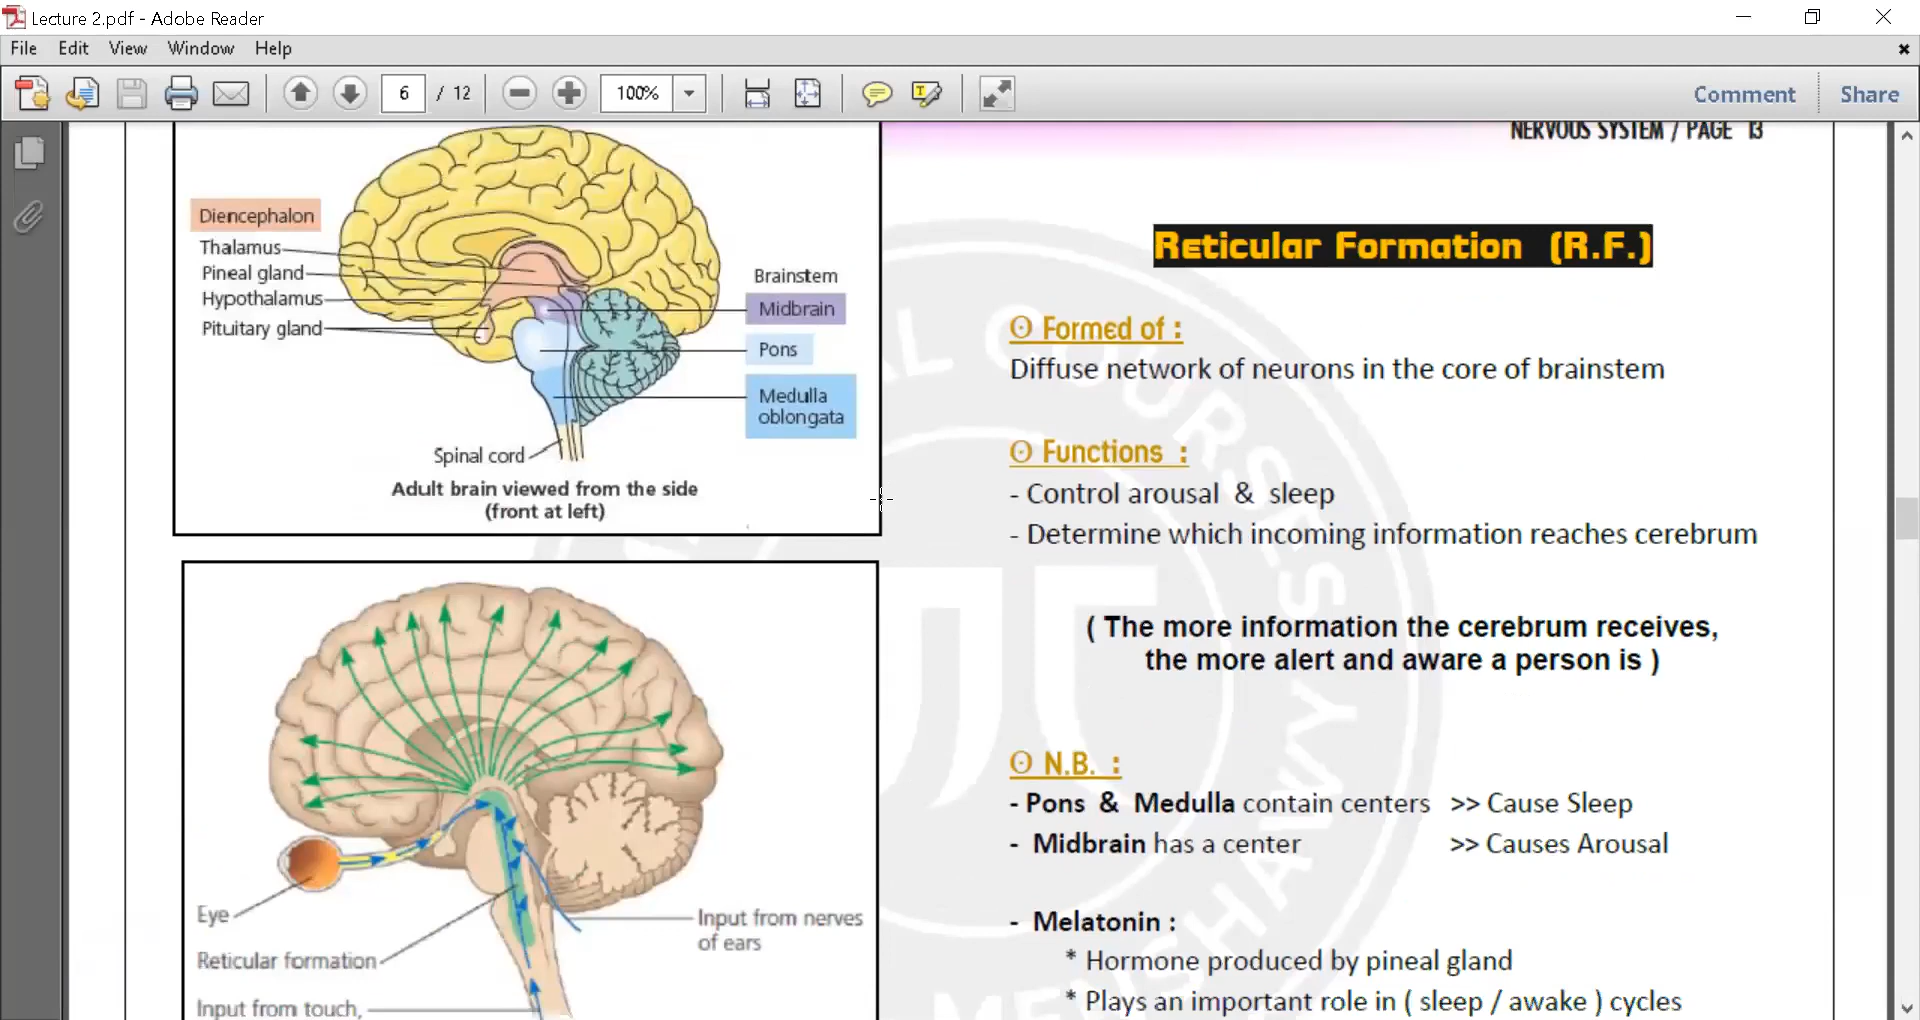 Lecture 2.pdf - Adobe Reader
File Edit View Window Help
6 / 12 100% Comment Share
NERVOUS SYSTEM / PAGE 13
Diencephalon
Thalamus
Pineal gland
Hypothalamus
Pituitary gland
Brainstem
Midbrain
Pons
Medulla
oblongata
Spinal cord
Adult brain viewed from the side
(front at left)
Eye
Reticular formation
Input from touch,
Input from nerves
of ears
Reticular Formation (R.F.)
Formed of :
Diffuse network of neurons in the core of brainstem
Functions :
- Control arousal & sleep
- Determine which incoming information reaches cerebrum
( The more information the cerebrum receives,
the more alert and aware a person is )
N.B. :
- Pons & Medulla contain centers >> Cause Sleep
- Midbrain has a center >> Causes Arousal
- Melatonin :
* Hormone produced by pineal gland
* Plays an important role in ( sleep / awake ) cycles